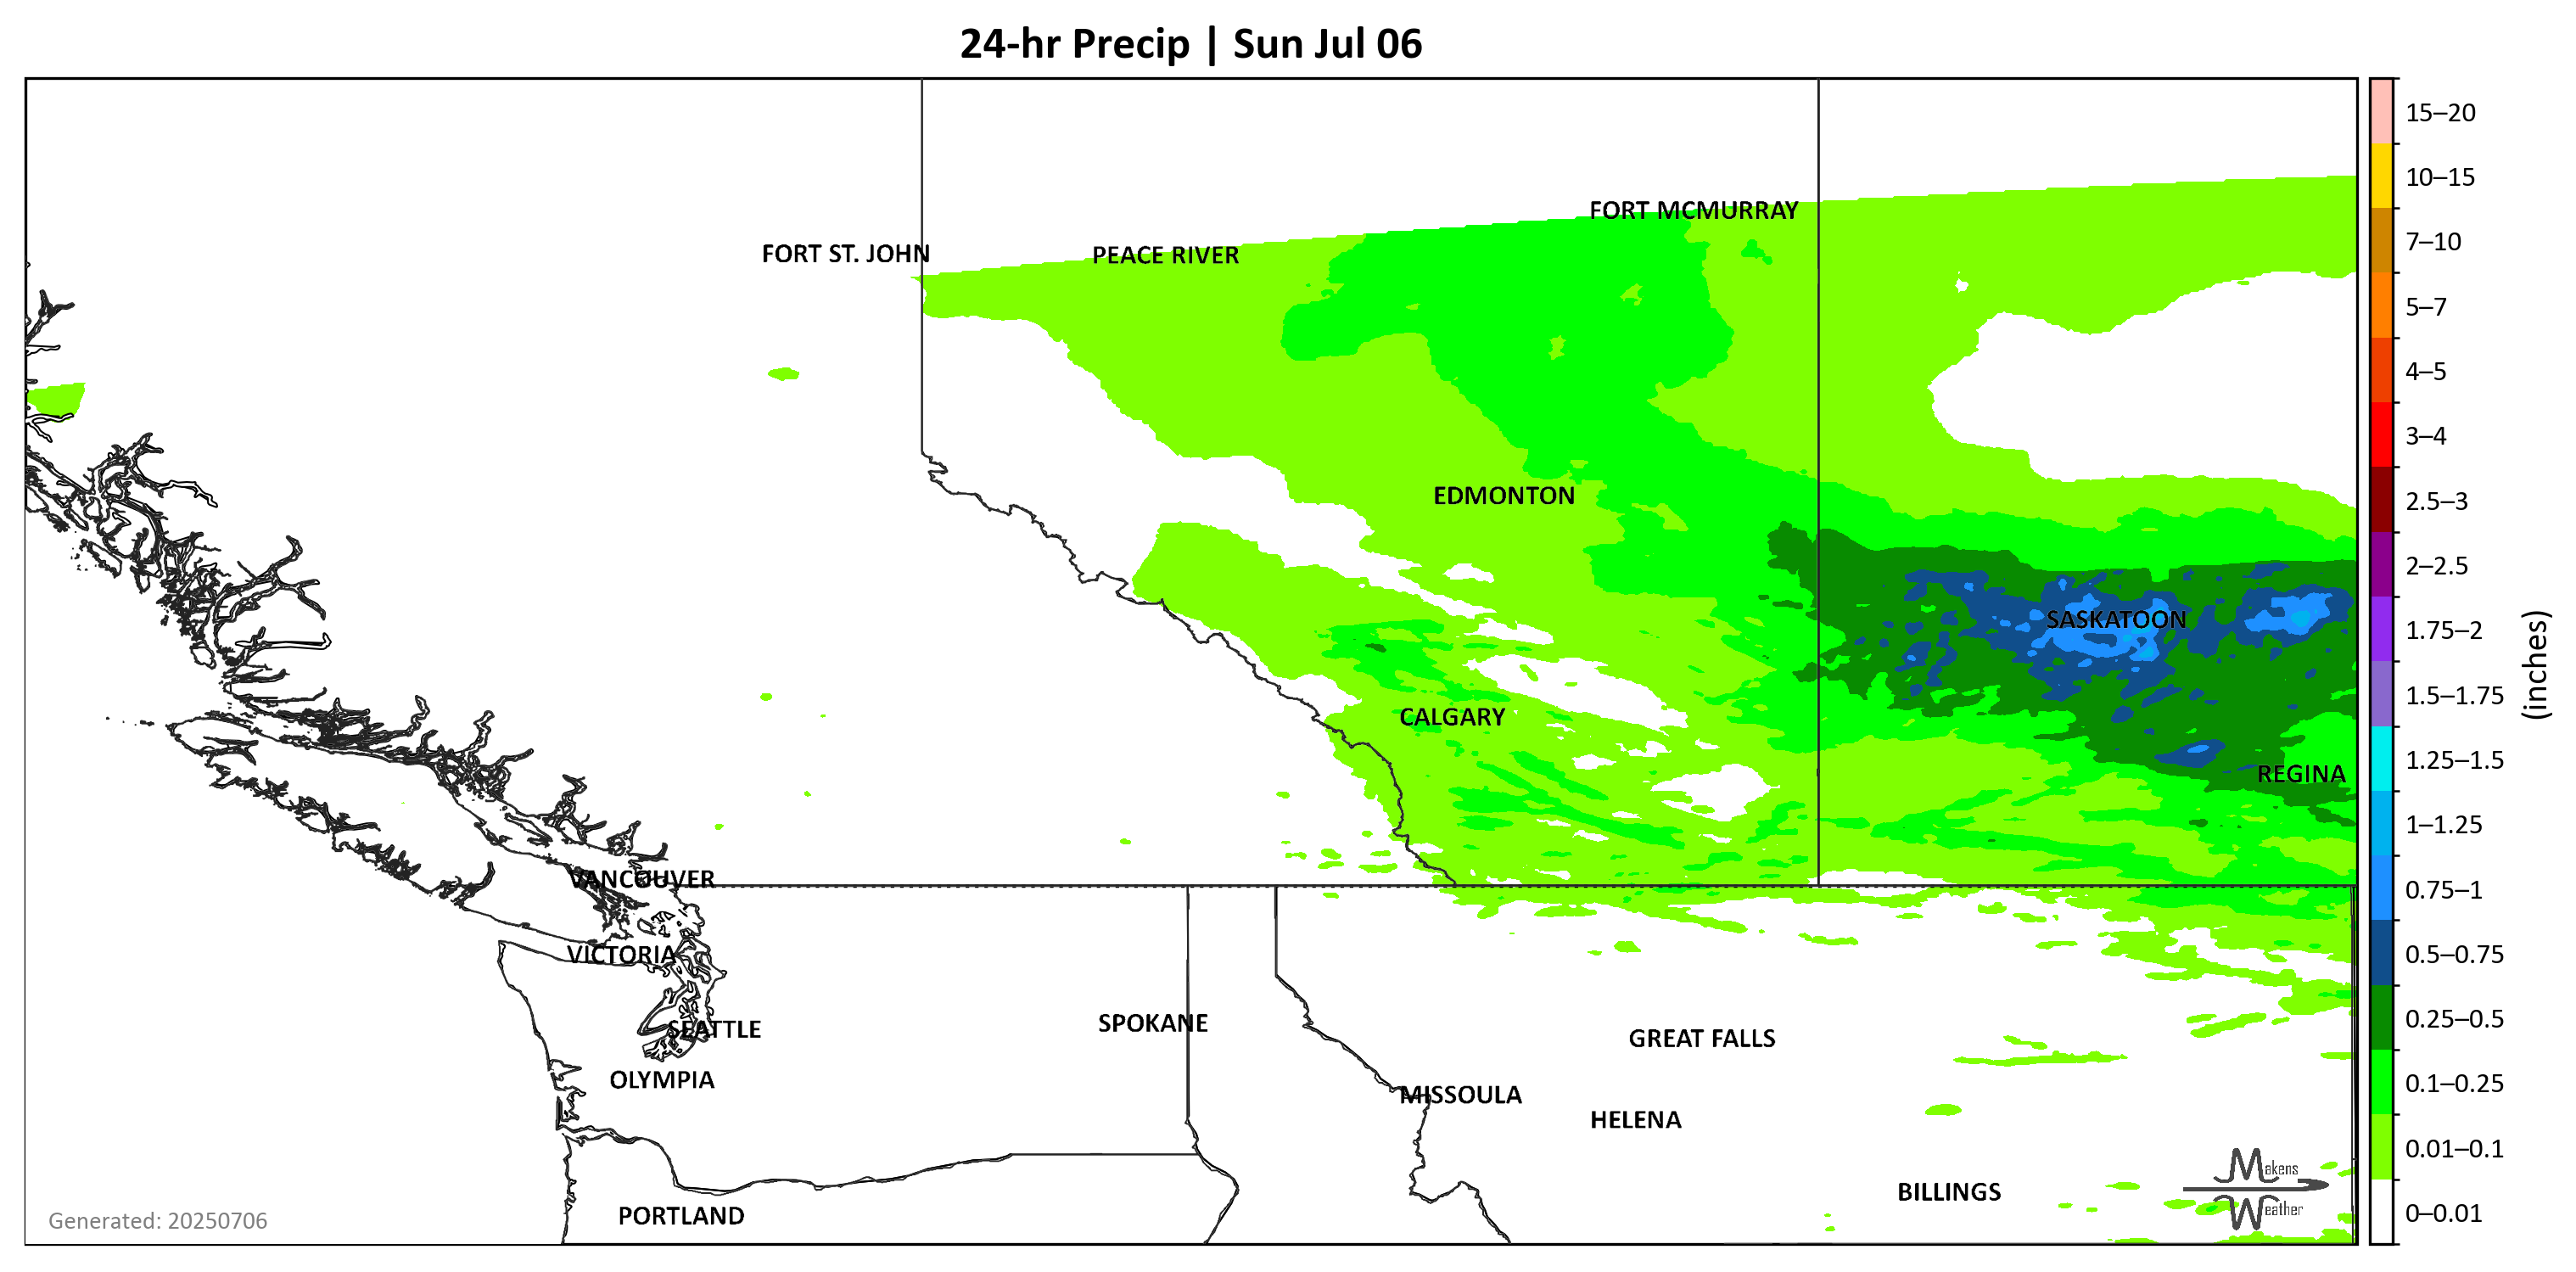 24-hr Precip | Sun Jul 06
15–20
10–15
FORT MCMURRAY
FORT ST. JOHN
PEACE RIVER
7–10
5–7
4–5
3–4
EDMONTON
2.5–3
2–2.5
SASKATOON
1.75–2
(inches)
1.5–1.75
CALGARY
1.25–1.5
REGINA
1–1.25
VANCOUVER
0.75–1
VICTORIA
0.5–0.75
SEATTLE
SPOKANE
GREAT FALLS
0.25–0.5
OLYMPIA
MISSOULA
HELENA
0.1–0.25
0.01–0.1
Makens
Weather
BILLINGS
PORTLAND
Generated: 20250706
0–0.01